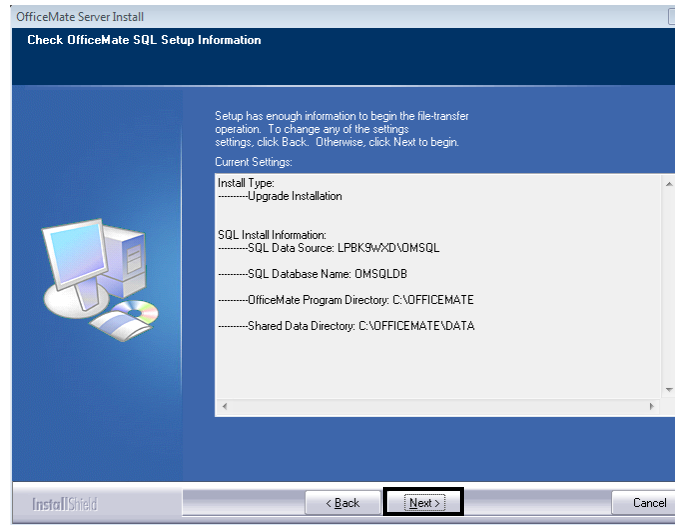 OfficeMate Server Install
Check OfficeMate SQL Setup Information
Setup has enough information to begin the file-transfer
operation. To change any of the settings
settings, click Back. Otherwise, click Next to begin.
Current Settings:
Install Type:
----------Upgrade Installation
SQL Install Information:
----------SQL Data Source: LPBK9WXD\OMSQL
----------SQL Database Name: OMSQLDB
----------OfficeMate Program Directory: C:\OFFICEMATE
----------Shared Data Directory: C:\OFFICEMATE\DATA
InstallShield
< Back
Next >
Cancel